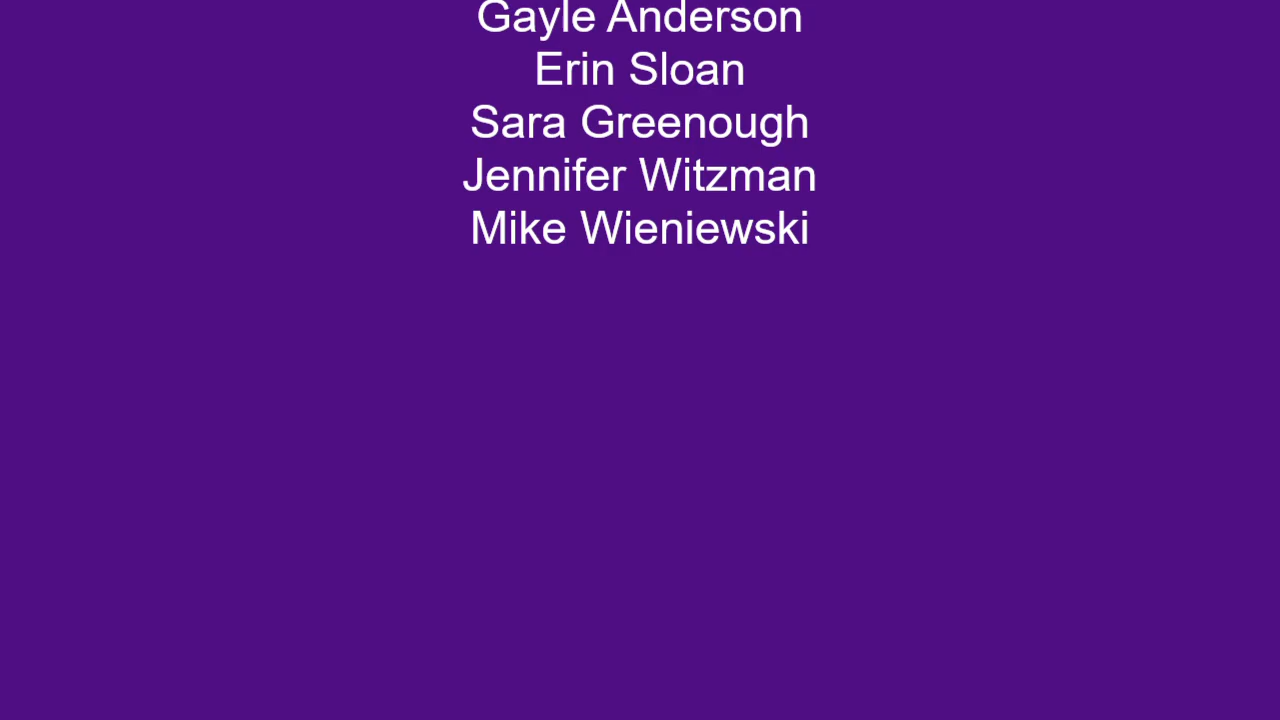 Gayle Anderson
Erin Sloan
Sara Greenough
Jennifer Witzman
Mike Wieniewski